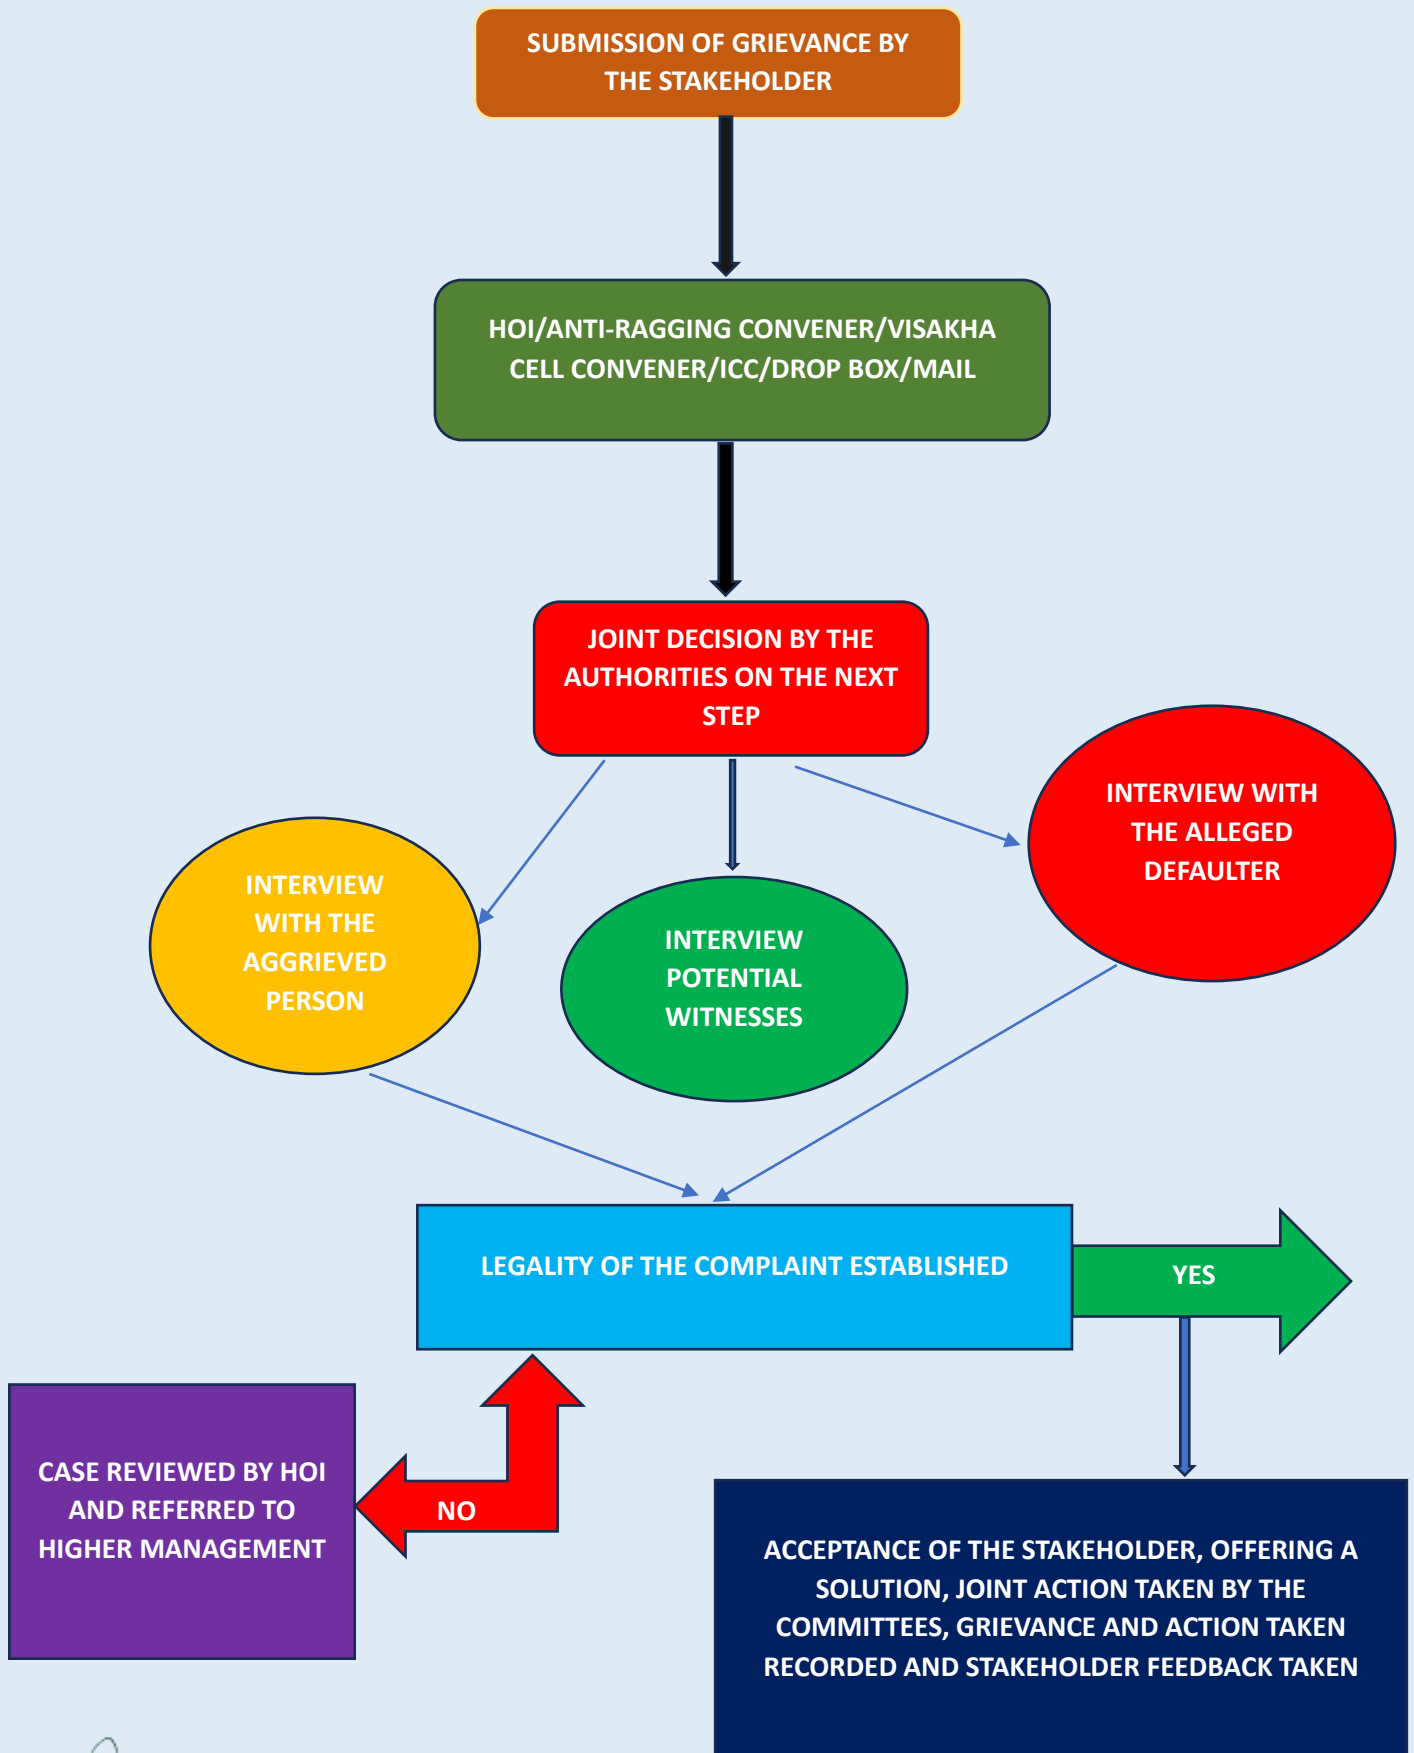 SUBMISSION OF GRIEVANCE BY
THE STAKEHOLDER
HOI/ANTI-RAGGING CONVENER/VISAKHA
CELL CONVENER/ICC/DROP BOX/MAIL
JOINT DECISION BY THE
AUTHORITIES ON THE NEXT
STEP
INTERVIEW WITH
THE ALLEGED
DEFAULTER
INTERVIEW
WITH THE
AGGRIEVED
PERSON
INTERVIEW
POTENTIAL
WITNESSES
LEGALITY OF THE COMPLAINT ESTABLISHED
YES
CASE REVIEWED BY HOI
AND REFERRED TO
HIGHER MANAGEMENT
NO
ACCEPTANCE OF THE STAKEHOLDER, OFFERING A
SOLUTION, JOINT ACTION TAKEN BY THE
COMMITTEES, GRIEVANCE AND ACTION TAKEN
RECORDED AND STAKEHOLDER FEEDBACK TAKEN